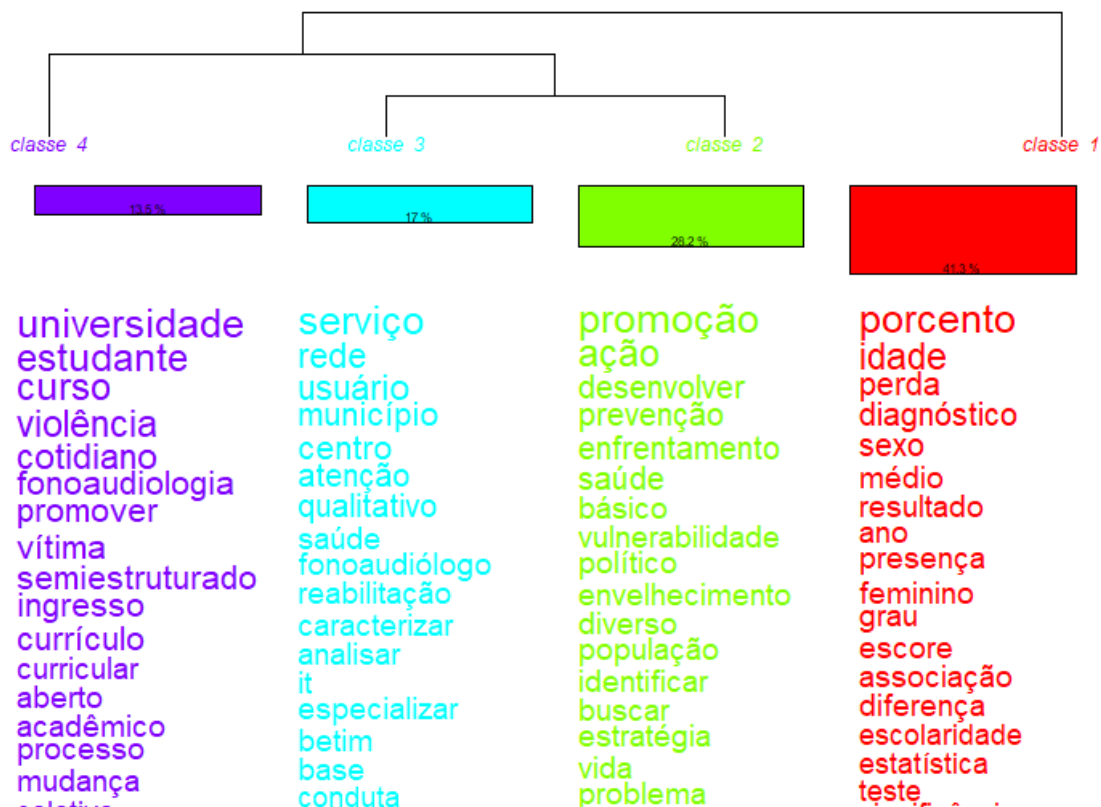 classe 4
classe 3
classe 2
classe 1
13.5 %
17 %
28.2 %
41.3 %
universidade
estudante
curso
violência
cotidiano
fonoaudiologia
promover
vítima
semiestruturado
ingresso
currículo
curricular
aberto
acadêmico
processo
mudança
serviço
rede
usuário
município
centro
atenção
qualitativo
saúde
fonoaudiólogo
reabilitação
caracterizar
analisar
it
especializar
betim
base
conduta
promoção
ação
desenvolver
prevenção
enfrentamento
saúde
básico
vulnerabilidade
político
envelhecimento
diverso
população
identificar
buscar
estratégia
vida
problema
porcento
idade
perda
diagnóstico
sexo
médio
resultado
ano
presença
feminino
grau
escore
associação
diferença
escolaridade
estatística
teste